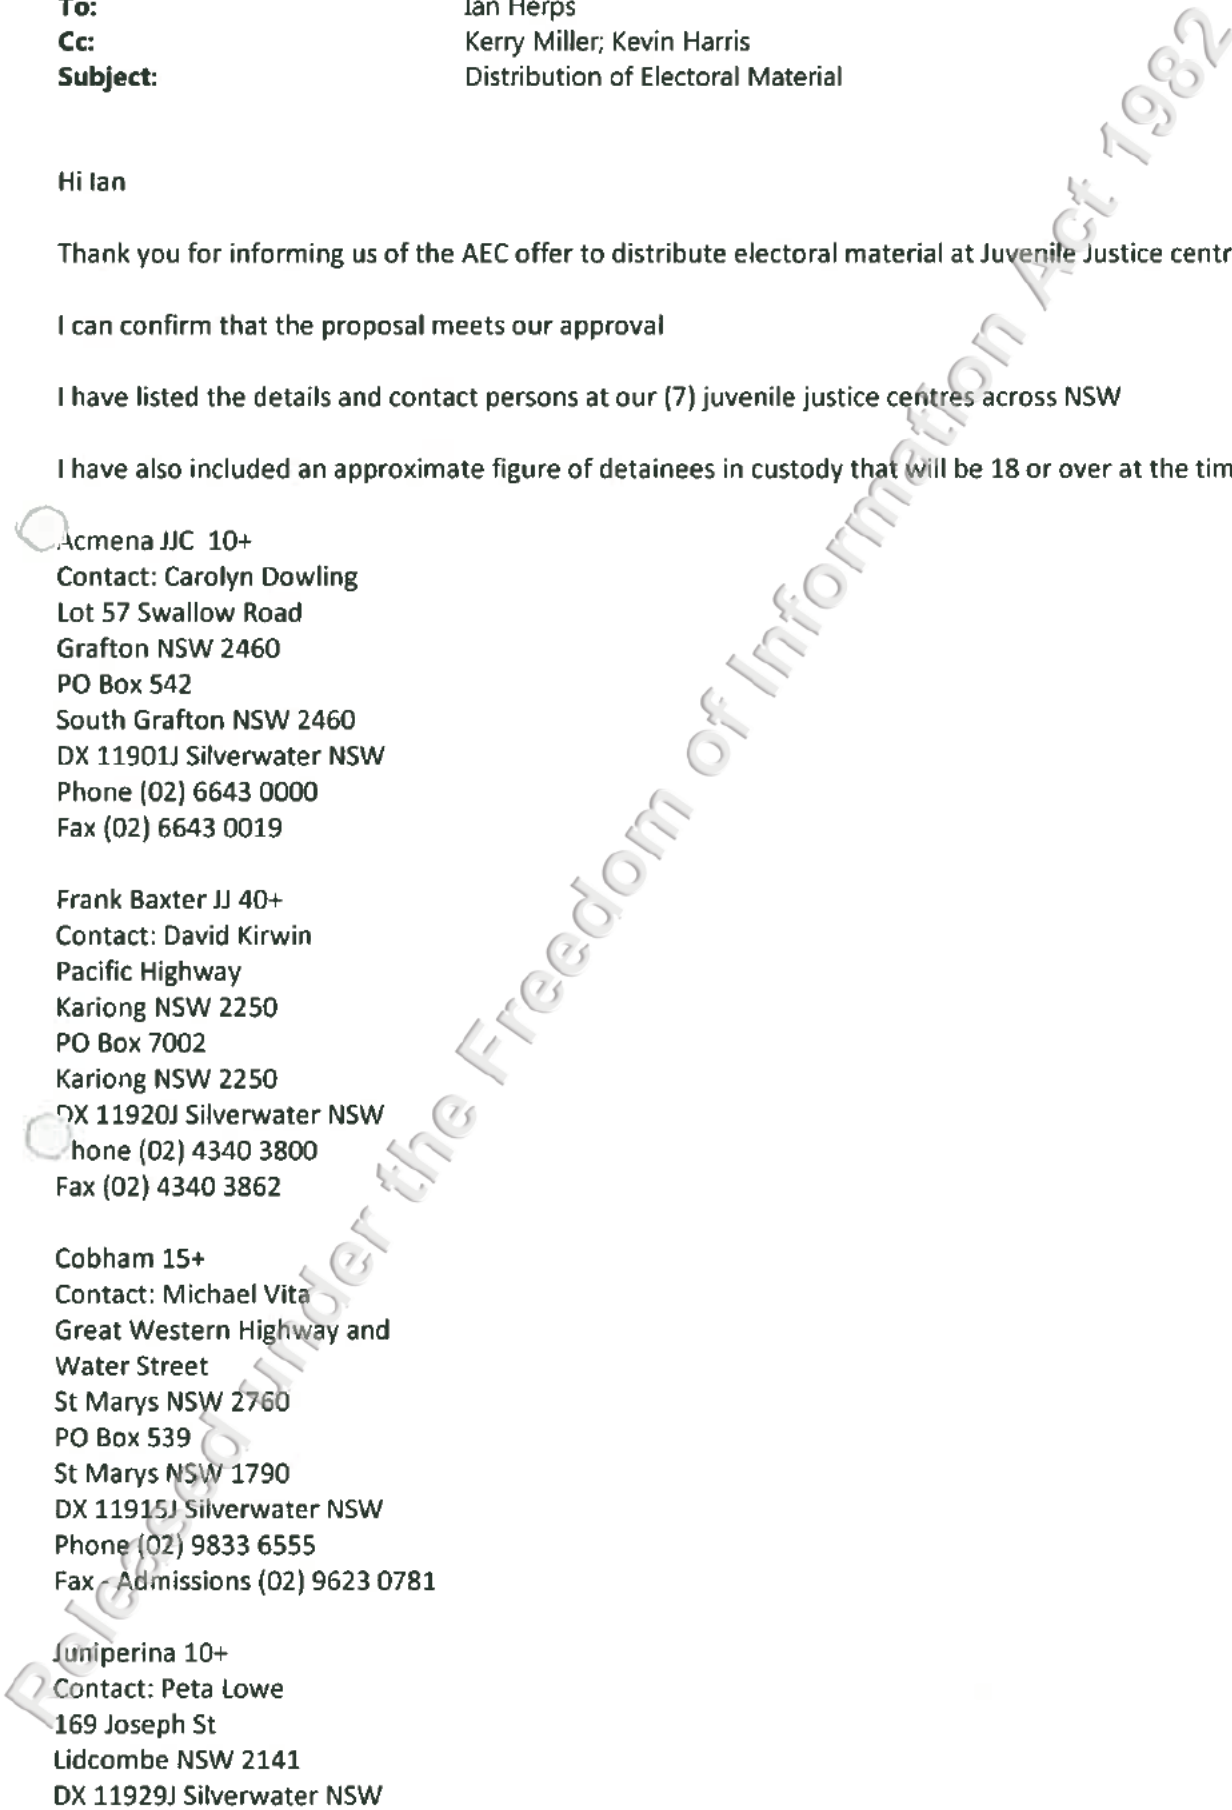 To: Ian Herps
Cc: Kerry Miller; Kevin Harris
Subject: Distribution of Electoral Material
Hi Ian
Thank you for informing us of the AEC offer to distribute electoral material at Juvenile Justice centr
I can confirm that the proposal meets our approval
I have listed the details and contact persons at our (7) juvenile justice centres across NSW
I have also included an approximate figure of detainees in custody that will be 18 or over at the tim
Acmena JJC 10+
Contact: Carolyn Dowling
Lot 57 Swallow Road
Grafton NSW 2460
PO Box 542
South Grafton NSW 2460
DX 11901J Silverwater NSW
Phone (02) 6643 0000
Fax (02) 6643 0019
Frank Baxter JJ 40+
Contact: David Kirwin
Pacific Highway
Kariong NSW 2250
PO Box 7002
Kariong NSW 2250
DX 11920J Silverwater NSW
hone (02) 4340 3800
Fax (02) 4340 3862
Cobham 15+
Contact: Michael Vita
Great Western Highway and
Water Street
St Marys NSW 2760
PO Box 539
St Marys NSW 1790
DX 11915J Silverwater NSW
Phone (02) 9833 6555
Fax - Admissions (02) 9623 0781
Juniperina 10+
Contact: Peta Lowe
169 Joseph St
Lidcombe NSW 2141
DX 11929J Silverwater NSW
Released under the Freedom of Information Act 1982